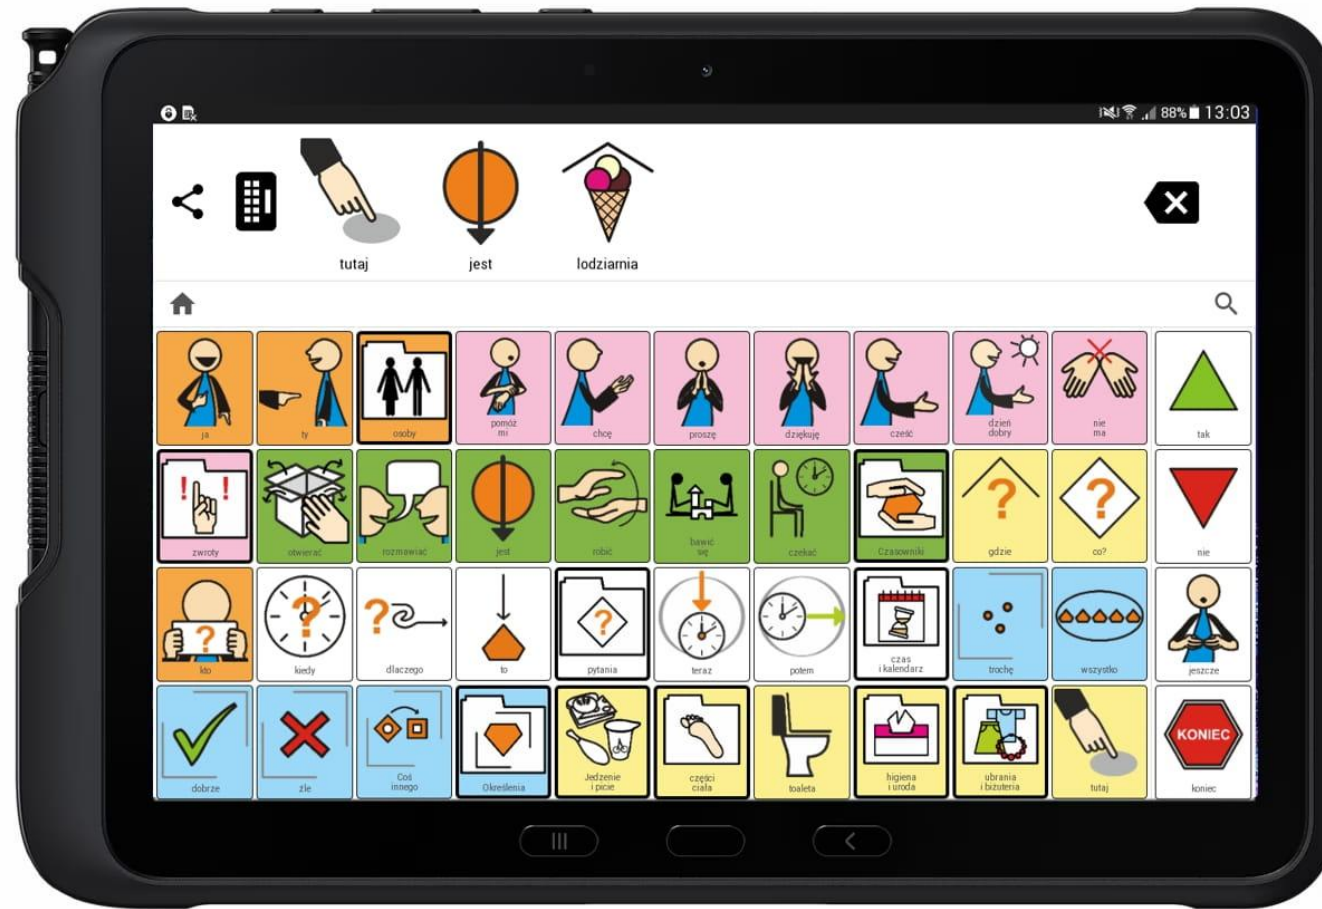 88% 13:03
tutaj jest lodziarnia
ja ty osoby pomóż mi chcę proszę dziękuję cześć dzień dobry nie ma tak
zwroty otwierać rozmawiać jest robić bawić się czekać Czasowniki gdzie co? nie
kto kiedy dlaczego to pytania teraz potem czas i kalendarz trochę wszystko jeszcze
dobrze źle Coś innego Określenia Jedzenie i picie części ciała toaleta higiena i uroda ubrania i biżuteria tutaj KONIEC koniec